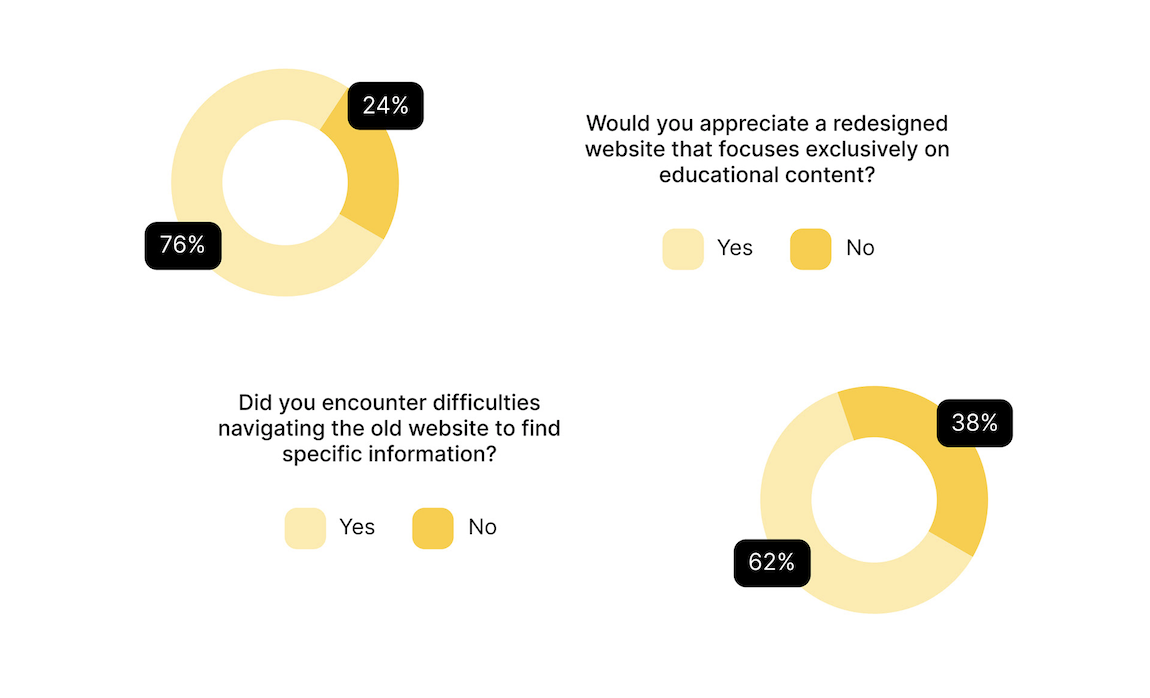 24%
76%
Would you appreciate a redesigned
website that focuses exclusively on
educational content?
Yes No
Did you encounter difficulties
navigating the old website to find
specific information?
Yes No
38%
62%